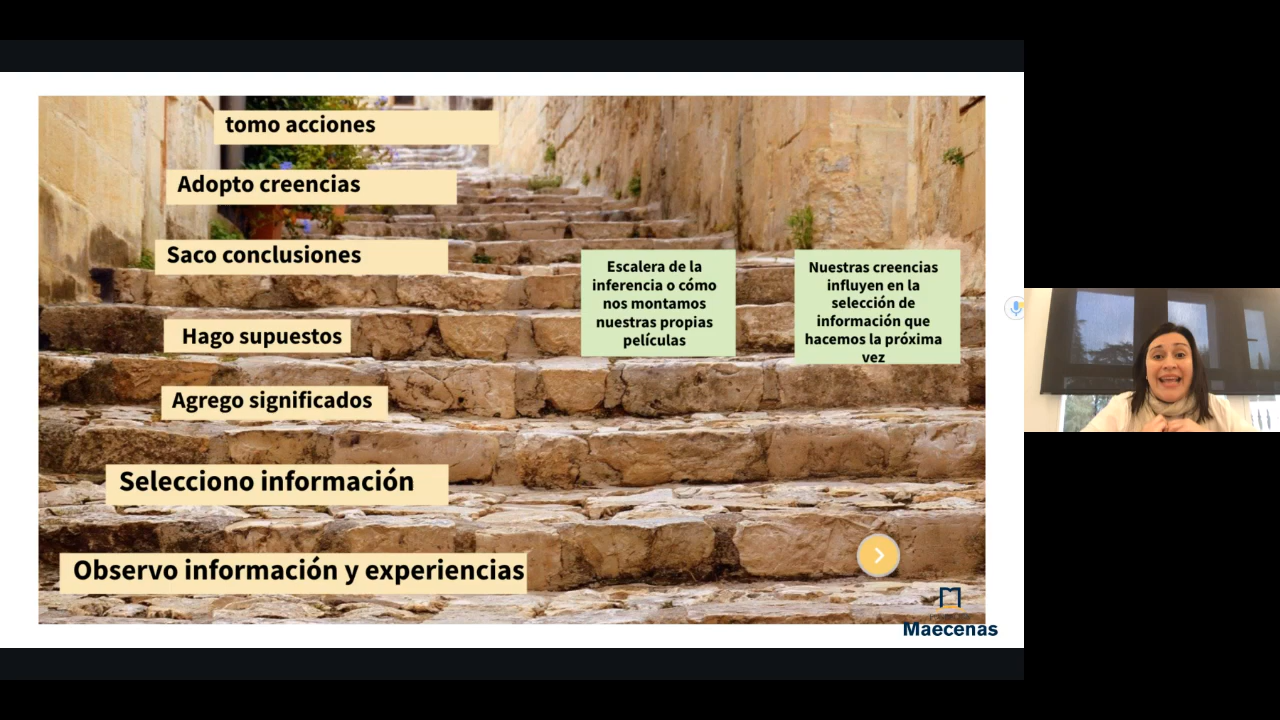 tomo acciones
Adopto creencias
Saco conclusiones
Hago supuestos
Agrego significados
Selecciono información
Observo información y experiencias
Escalera de la
inferencia o cómo
nos montamos
nuestras propias
películas
Nuestras creencias
influyen en la
selección de
información que
hacemos la próxima
vez
Maecenas